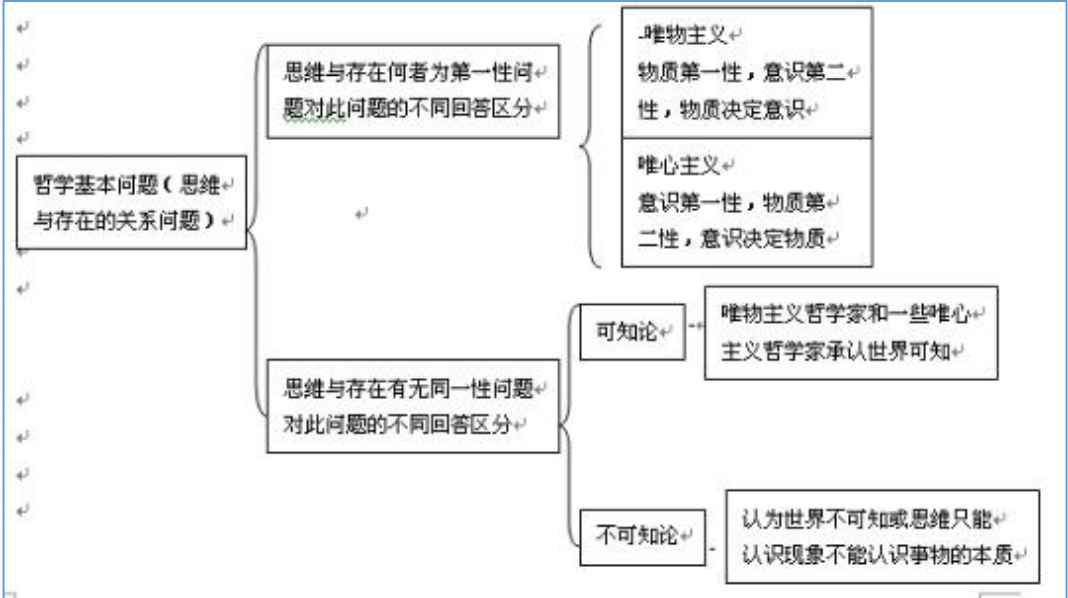 哲学基本问题(思维
与存在的关系问题)
思维与存在何者为第一性问
题对此问题的不同回答区分
-唯物主义
物质第一性,意识第二
性,物质决定意识
唯心主义
意识第一性,物质第
二性,意识决定物质
思维与存在有无同一性问题
对此问题的不同回答区分
可知论
唯物主义哲学家和一些唯心
主义哲学家承认世界可知
不可知论
认为世界不可知或思维只能
认识现象不能认识事物的本质